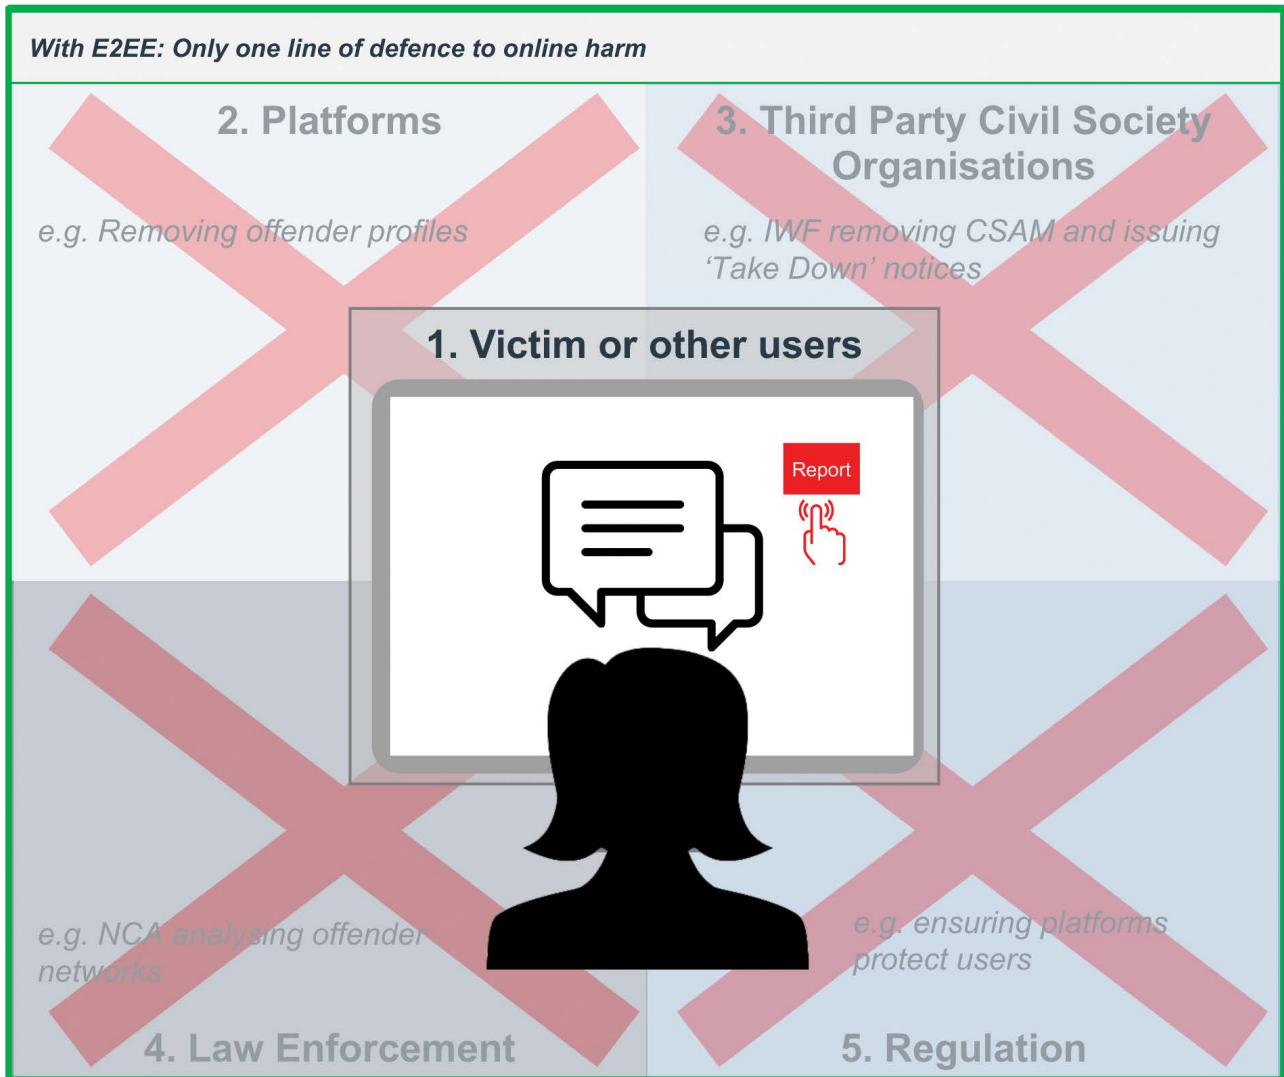 With E2EE: Only one line of defence to online harm
2. Platforms
e.g. Removing offender profiles
3. Third Party Civil Society
Organisations
e.g. IWF removing CSAM and issuing
‘Take Down’ notices
1. Victim or other users
Report
e.g. NCA analysing offender
networks
4. Law Enforcement
e.g. ensuring platforms
protect users
5. Regulation